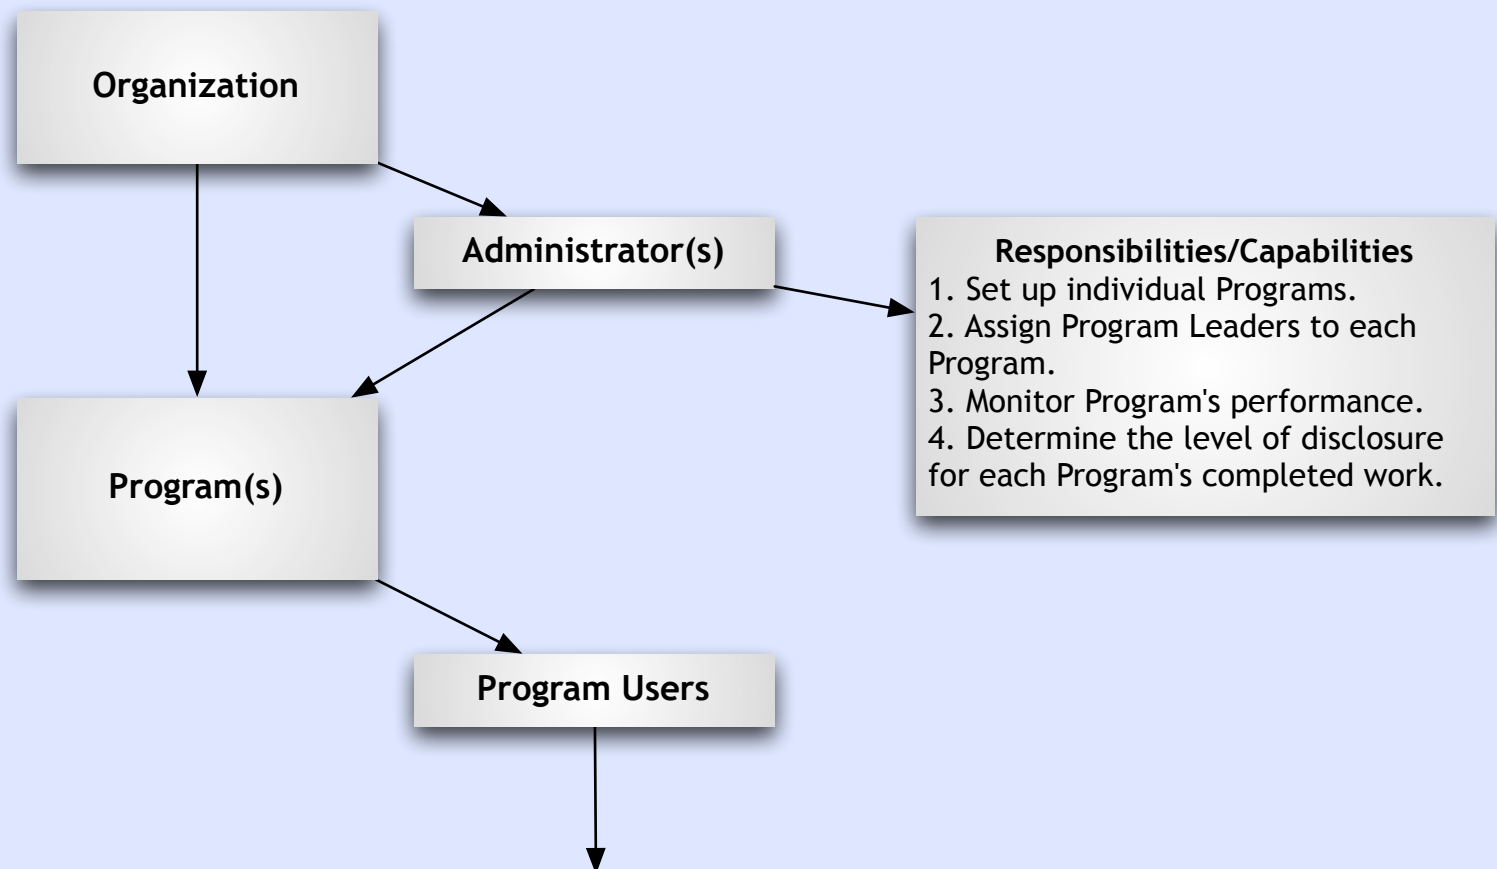 Organization
Administrator(s)
Responsibilities/Capabilities
1. Set up individual Programs.
2. Assign Program Leaders to each
Program.
3. Monitor Program's performance.
4. Determine the level of disclosure
for each Program's completed work.
Program(s)
Program Users